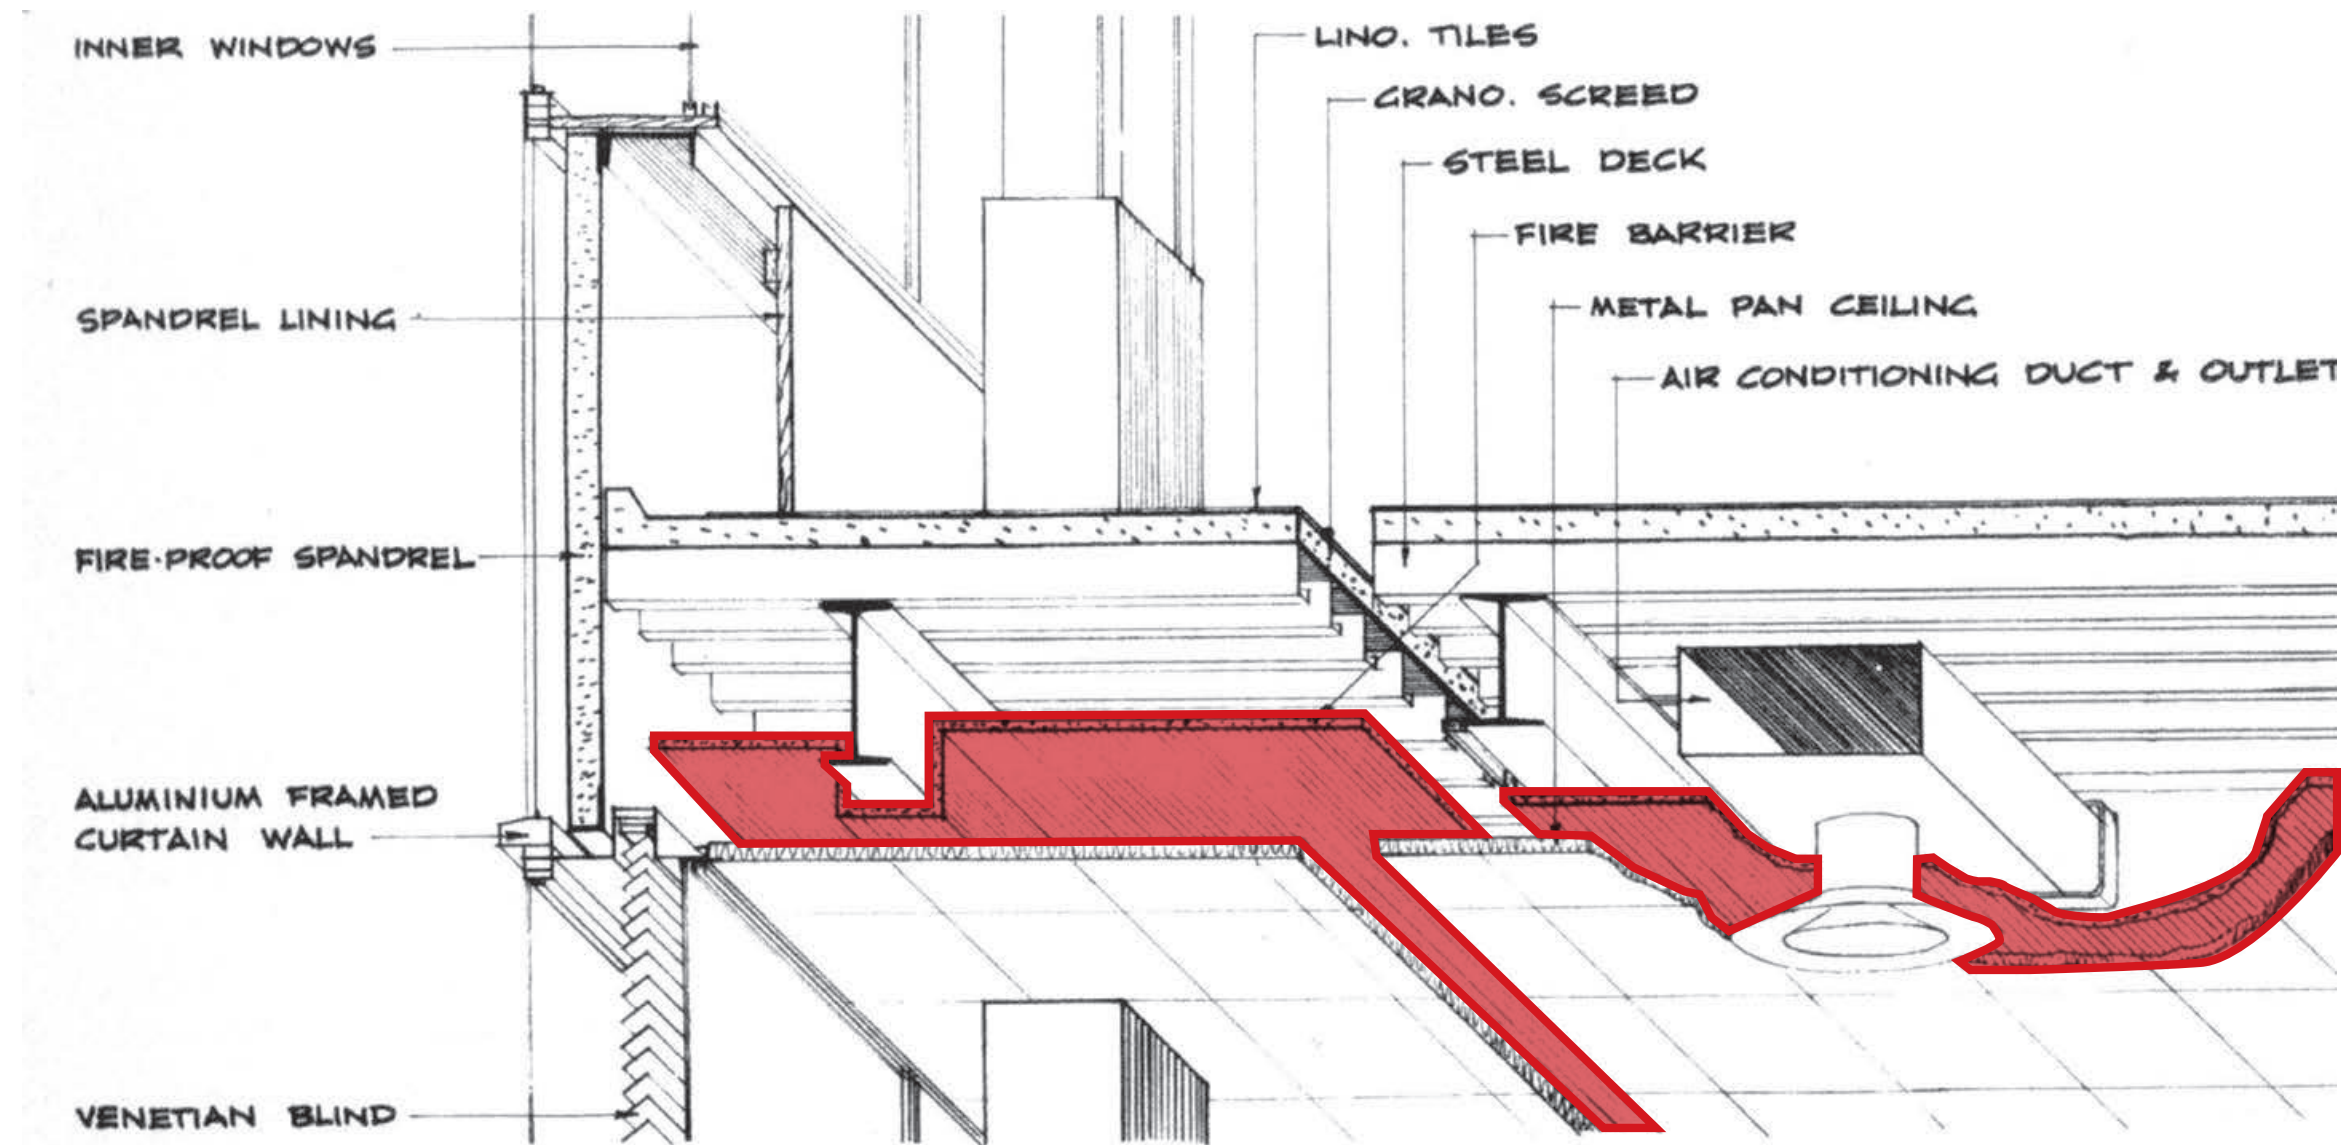 INNER WINDOWS
SPANDREL LINING
FIRE-PROOF SPANDREL
ALUMINIUM FRAMED
CURTAIN WALL
VENETIAN BLIND
LINO. TILES
GRANO. SCREED
STEEL DECK
FIRE BARRIER
METAL PAN CEILING
AIR CONDITIONING DUCT & OUTLET